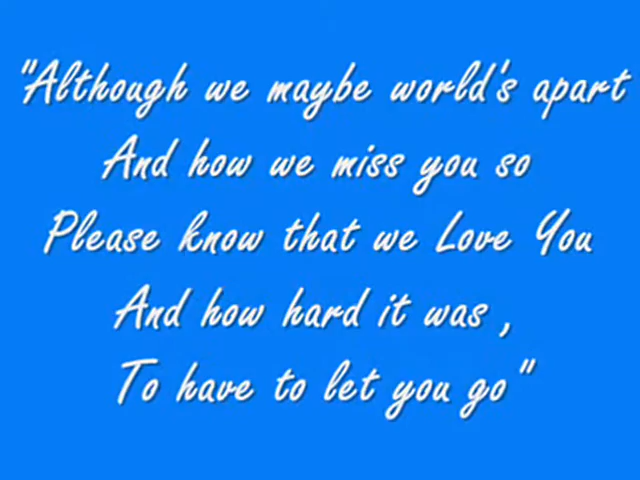 "Although we maybe world's apart
And how we miss you so
Please know that we Love You
And how hard it was ,
To have to let you go"